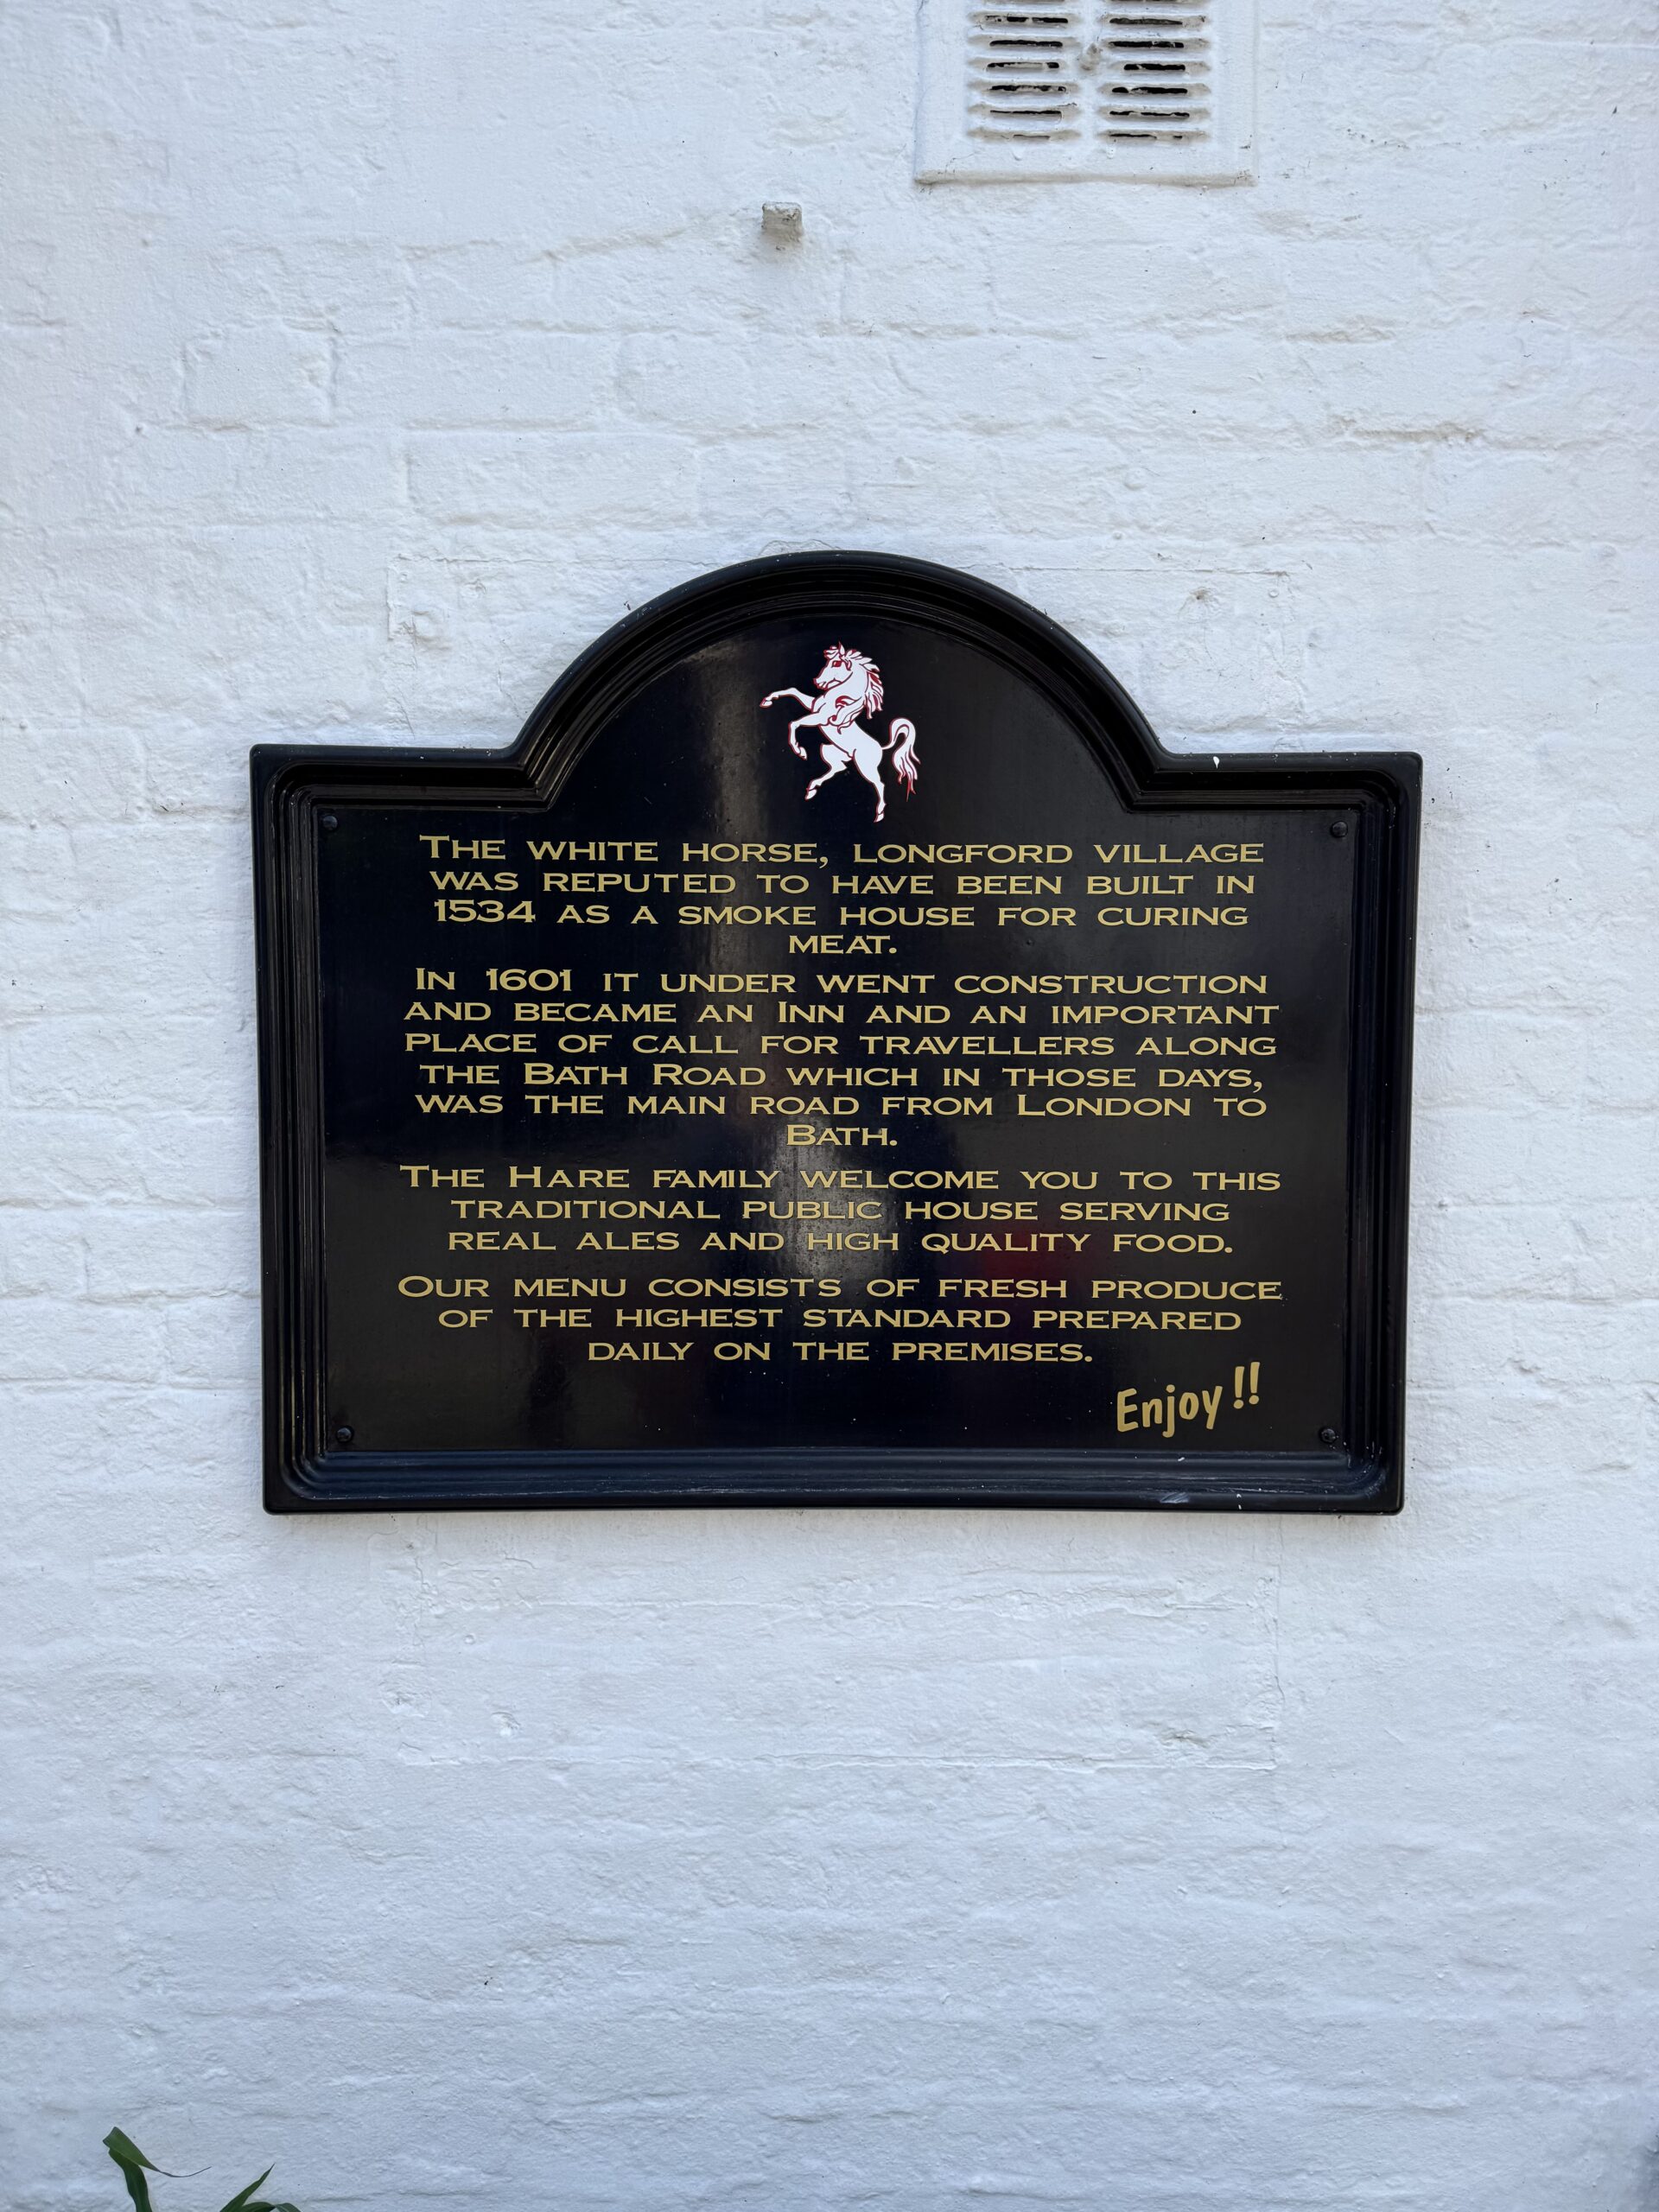 The white horse, longford village
was reputed to have been built in
1534 as a smoke house for curing
meat.
In 1601 it under went construction
and became an Inn and an important
place of call for travellers along
the Bath Road which in those days,
was the main road from London to
Bath.
The Hare family welcome you to this
traditional public house serving
real ales and high quality food.
Our menu consists of fresh produce
of the highest standard prepared
daily on the premises.
Enjoy!!